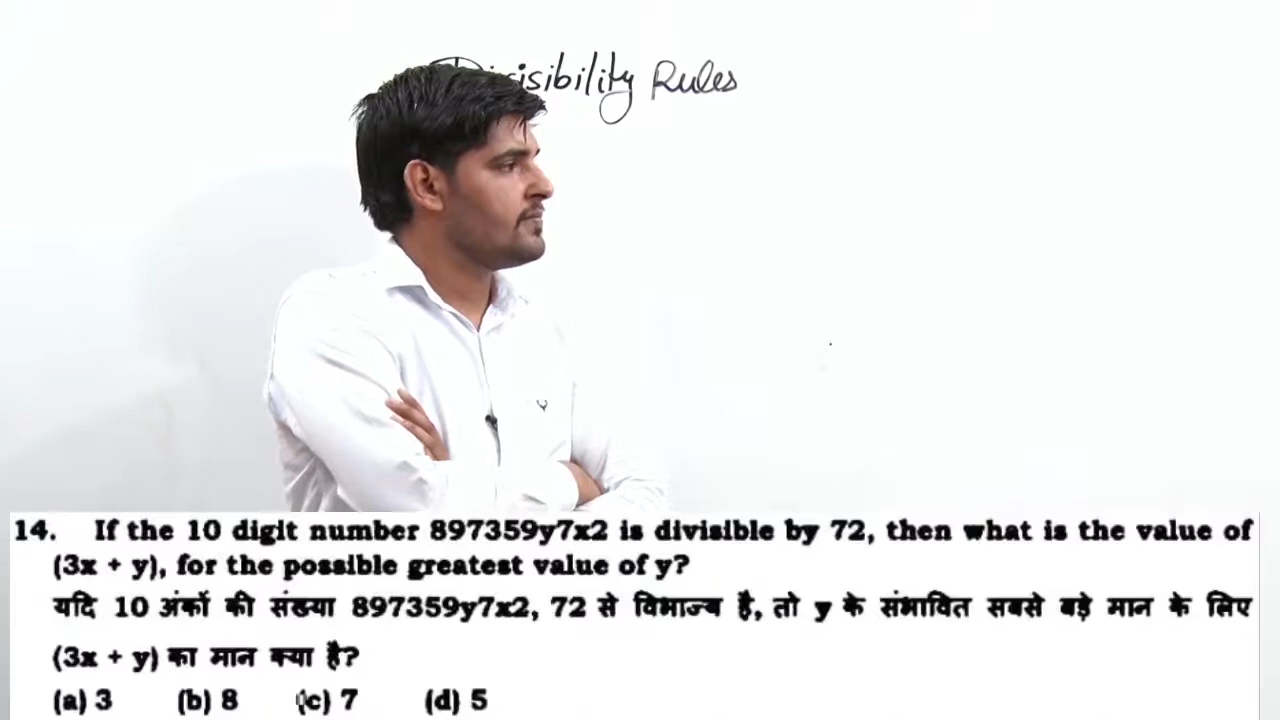 Divisibility Rules
14. If the 10 digit number 897359y7x2 is divisible by 72, then what is the value of
(3x + y), for the possible greatest value of y?
यदि 10 अंकों की संख्या 897359y7x2, 72 से विभाज्य है, तो y के संभावित सबसे बड़े मान के लिए
(3x + y) का मान क्या है?
(a) 3 (b) 8 (c) 7 (d) 5